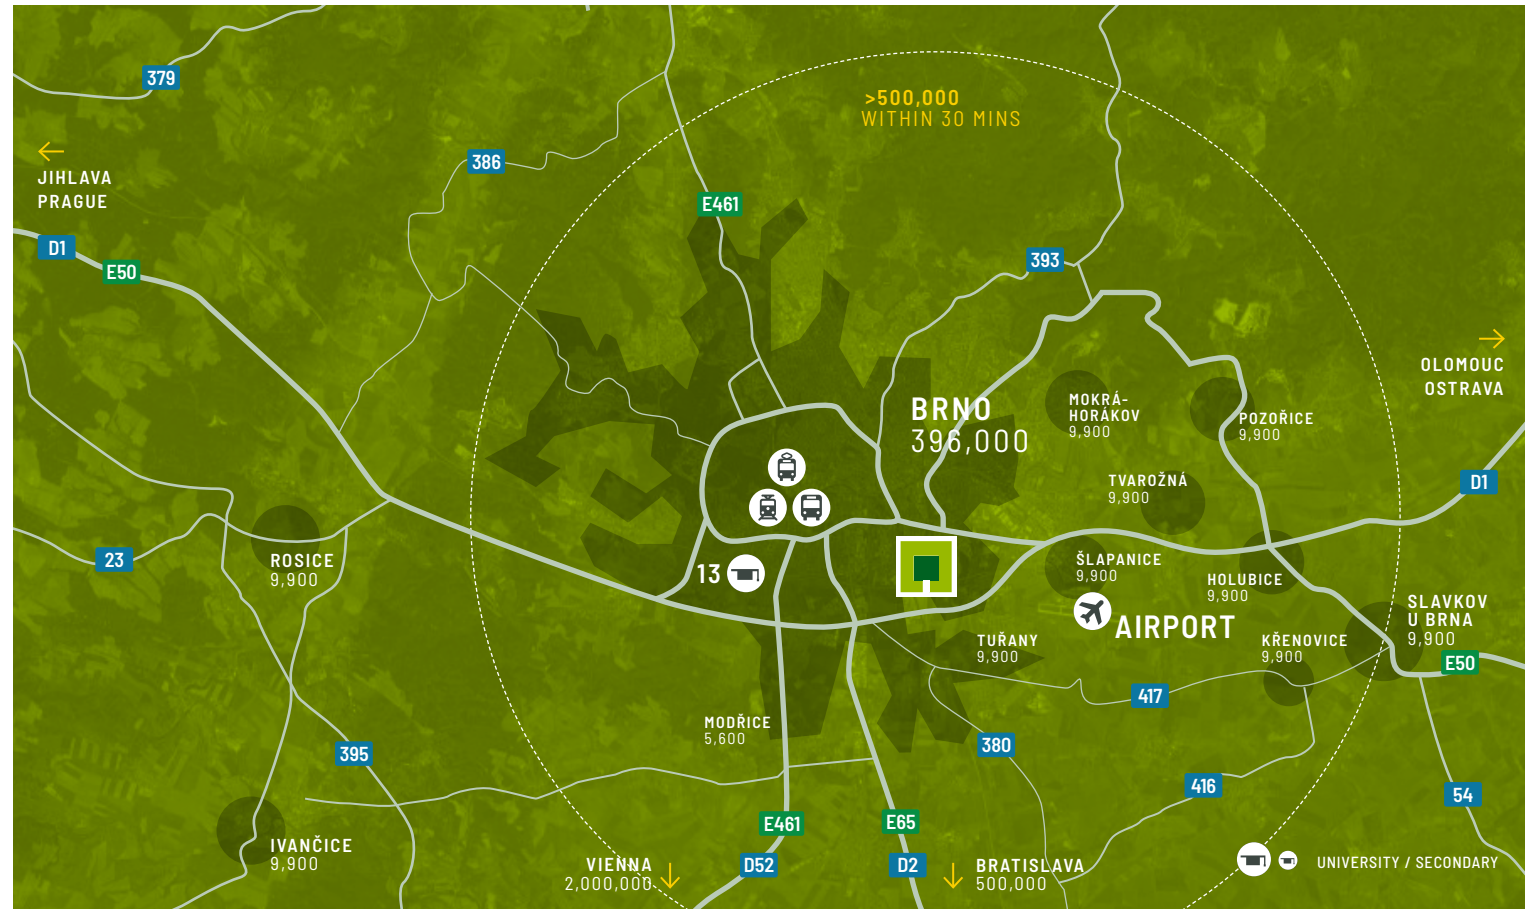 379
>500,000
WITHIN 30 MINS
JIHLAVA
PRAGUE
386
E461
D1
E50
393
OLOMOUC
OSTRAVA
BRNO
396,000
MOKRÁ-
HORÁKOV
9,900
POZOŘICE
9,900
TVAROŽNÁ
9,900
D1
23
ROSICE
9,900
13
ŠLAPANICE
9,900
HOLUBICE
9,900
AIRPORT
SLAVKOV
U BRNA
9,900
TUŘANY
9,900
KŘENOVICE
9,900
E50
417
MODŘICE
5,600
380
395
416
54
E461
E65
IVANČICE
9,900
VIENNA
2,000,000
D52
D2
BRATISLAVA
500,000
UNIVERSITY / SECONDARY